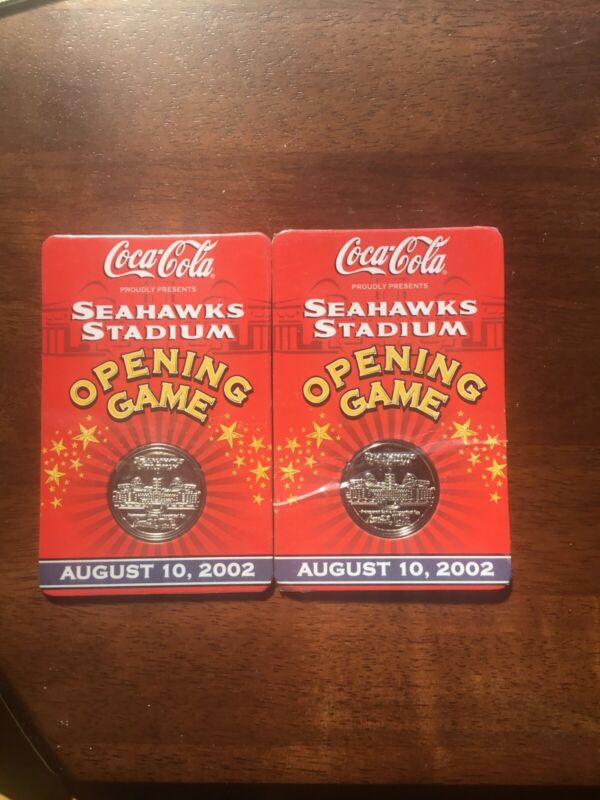 Coca-Cola
PROUDLY PRESENTS
SEAHAWKS
STADIUM
OPENING
GAME
AUGUST 10, 2002
Coca-Cola
PROUDLY PRESENTS
SEAHAWKS
STADIUM
OPENING
GAME
AUGUST 10, 2002